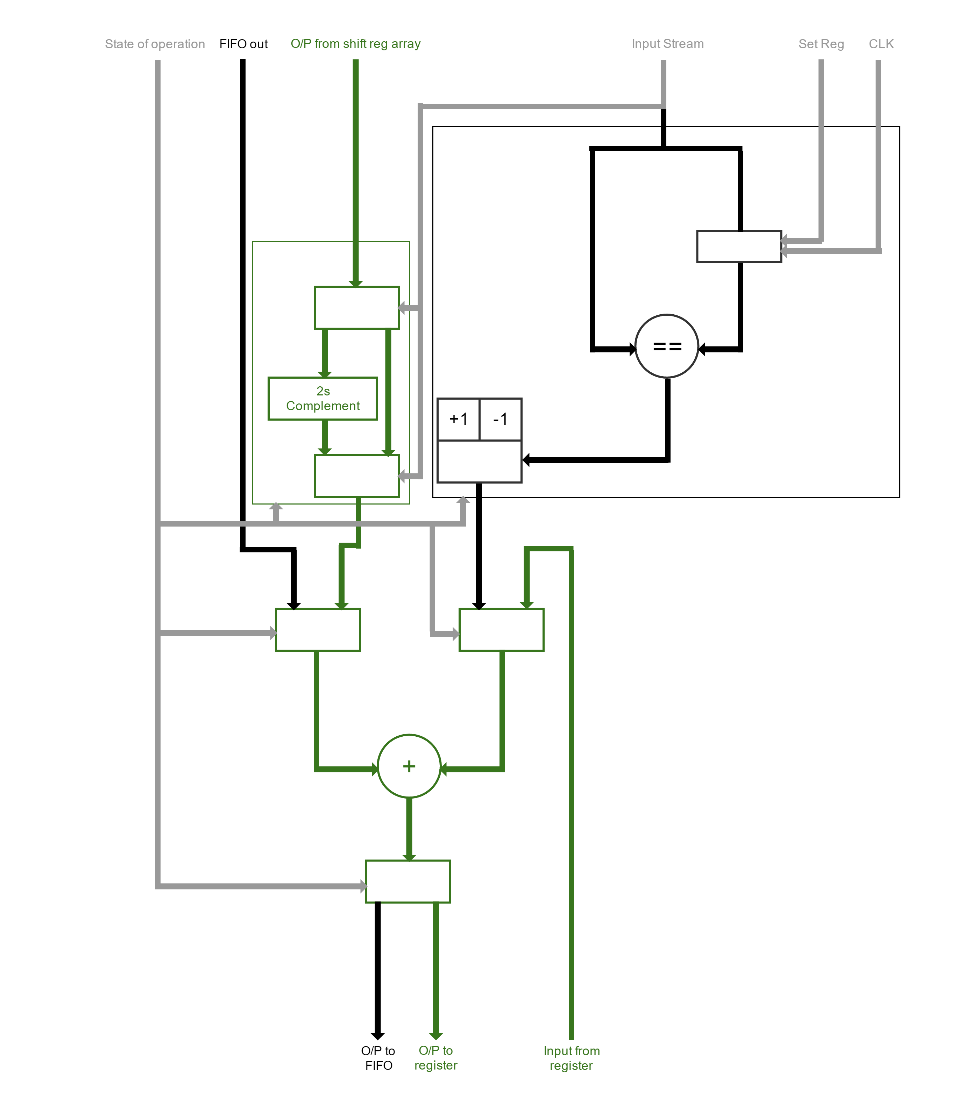 State of operation
FIFO out
O/P from shift reg array
Input Stream
Set Reg
CLK
==
2s
Complement
+1
-1
+
O/P to
FIFO
O/P to
register
Input from
register